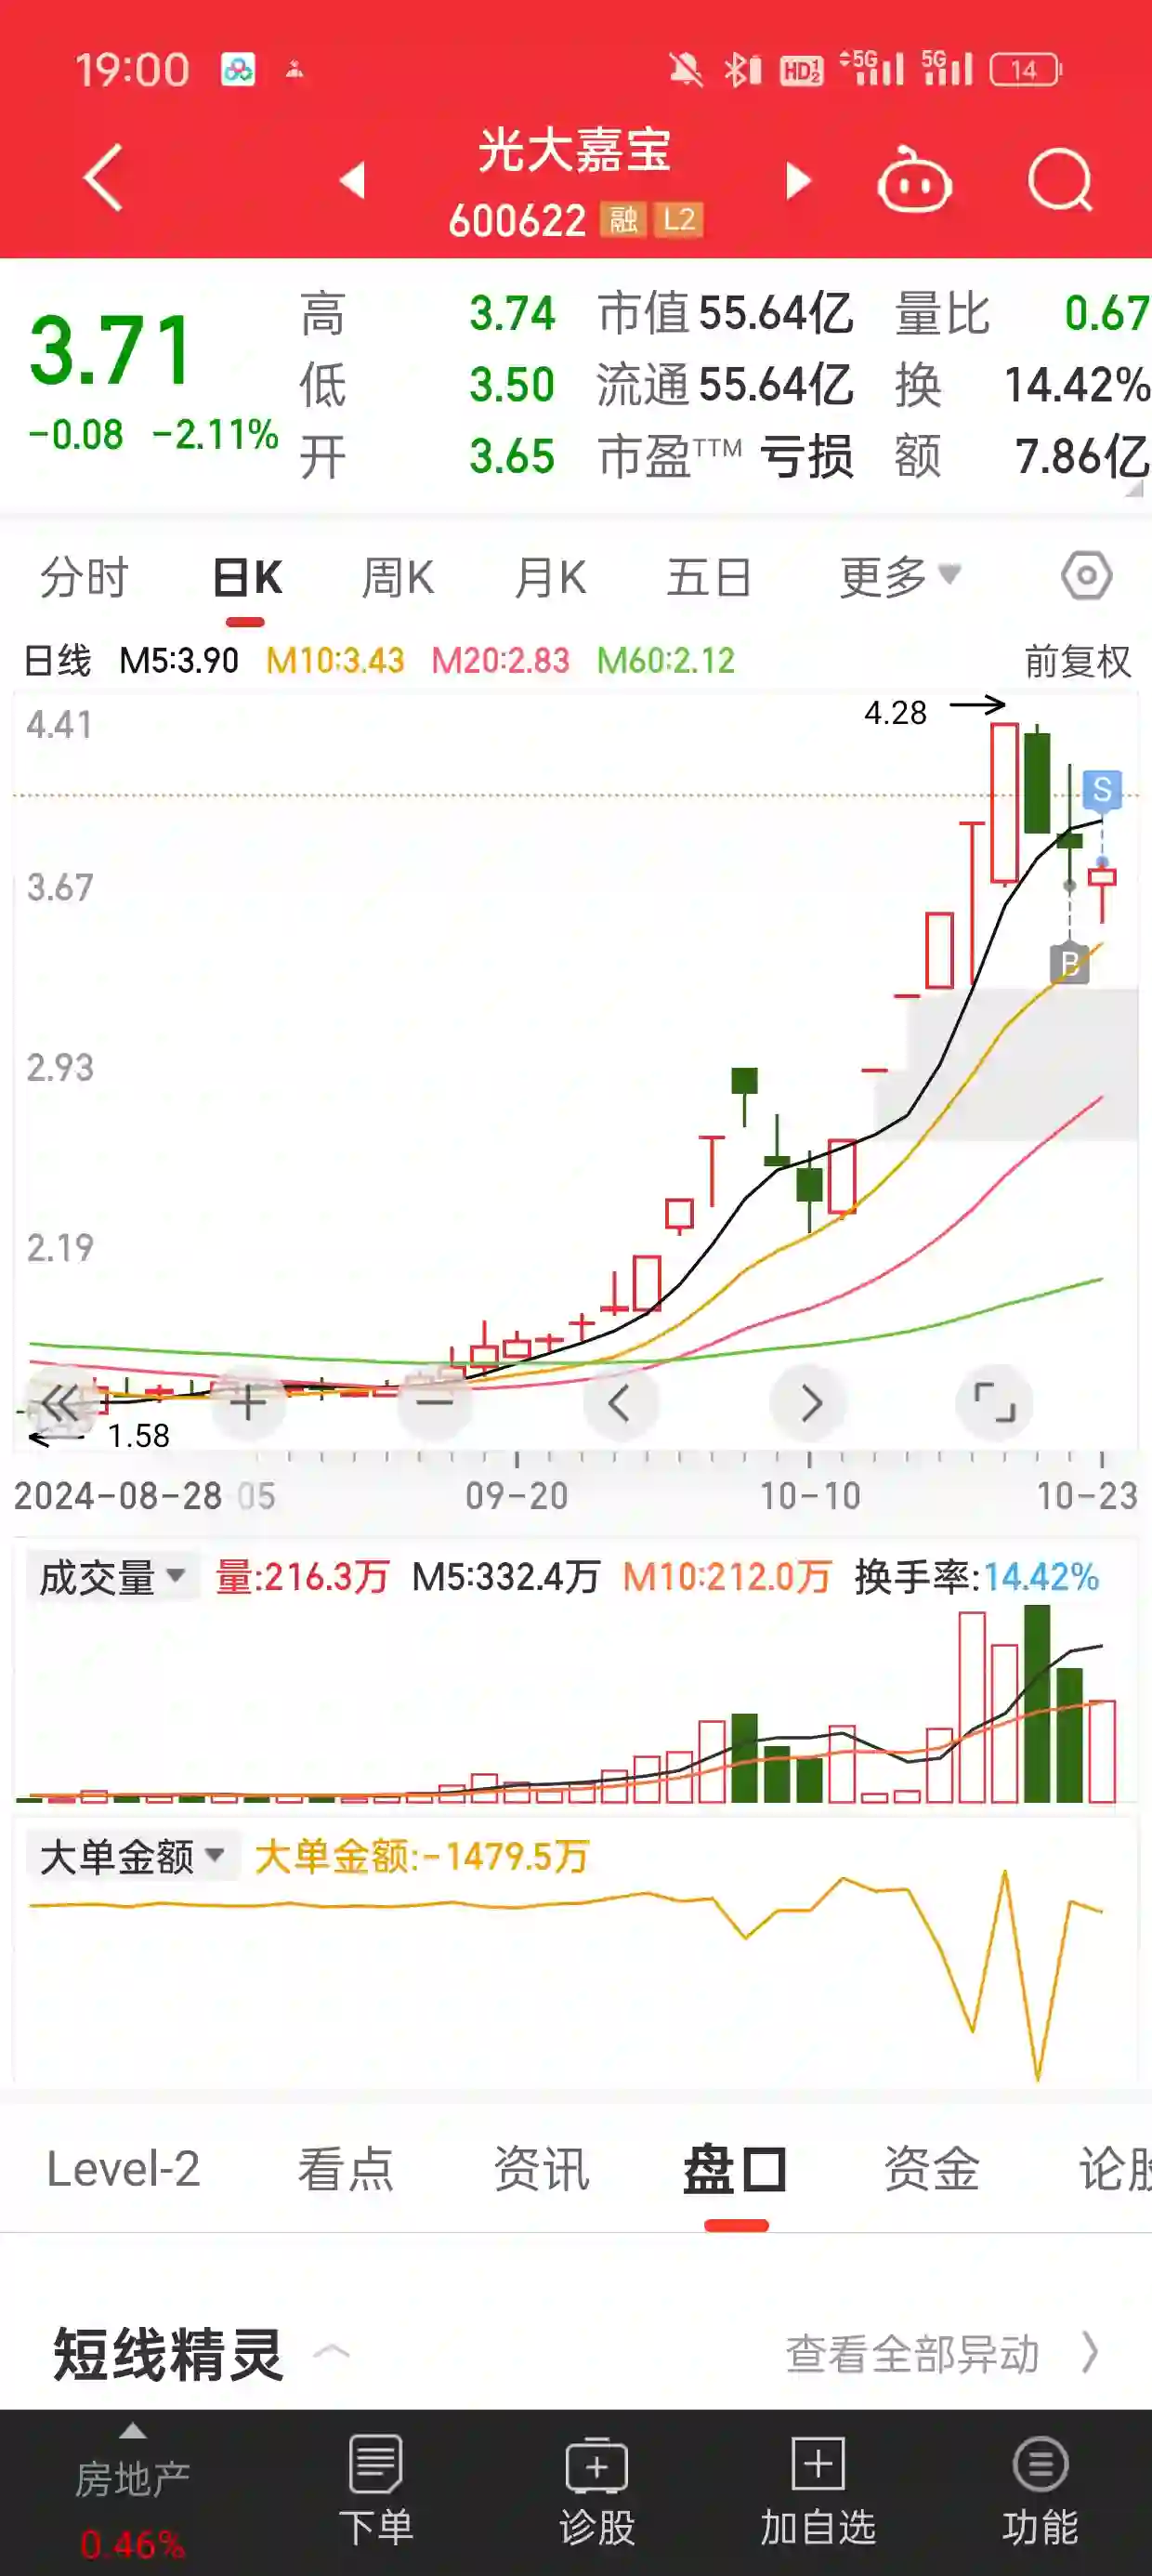 19:00 HD 1 2 5G 5G 14
光大嘉宝
600622 融 L2
3.71 高 3.74 市值 55.64亿 量比 0.67
-0.08 -2.11% 低 3.50 流通 55.64亿 换 14.42%
开 3.65 市盈TTM 亏损 额 7.86亿
分时 日K 周K 月K 五日 更多
日线 M5:3.90 M10:3.43 M20:2.83 M60:2.12 前复权
4.41
4.28
S
3.67
B
2.93
2.19
1.58
2024-08-28 05 09-20 10-10 10-23
成交量 量:216.3万 M5:332.4万 M10:212.0万 换手率:14.42%
大单金额 大单金额:-1479.5万
Level-2 看点 资讯 盘口 资金 论股
短线精灵 查看全部异动
房地产 下单 诊股 加自选 功能
0.46%